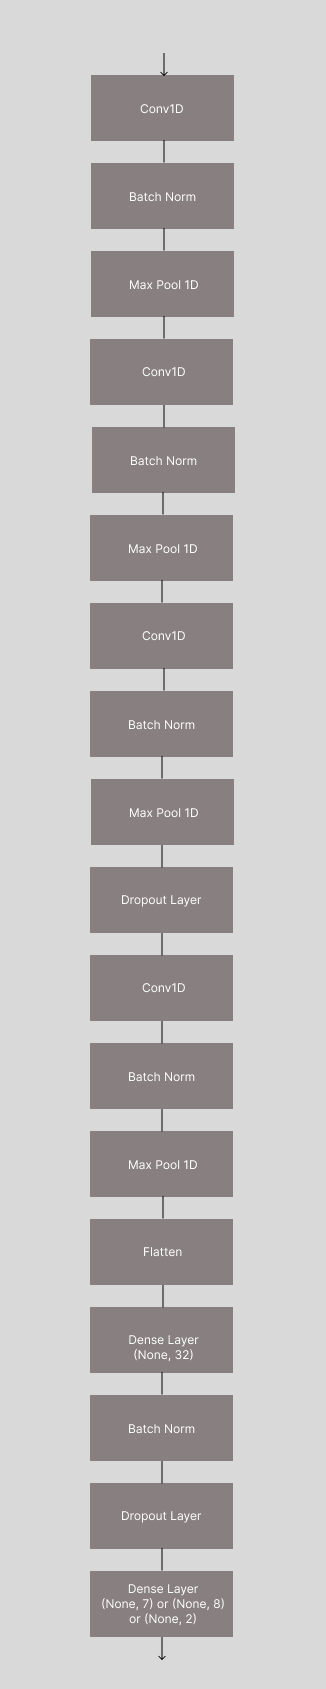 Conv1D
Batch Norm
Max Pool 1D
Conv1D
Batch Norm
Max Pool 1D
Conv1D
Batch Norm
Max Pool 1D
Dropout Layer
Conv1D
Batch Norm
Max Pool 1D
Flatten
Dense Layer
(None, 32)
Batch Norm
Dropout Layer
Dense Layer
(None, 7) or (None, 8)
or (None, 2)